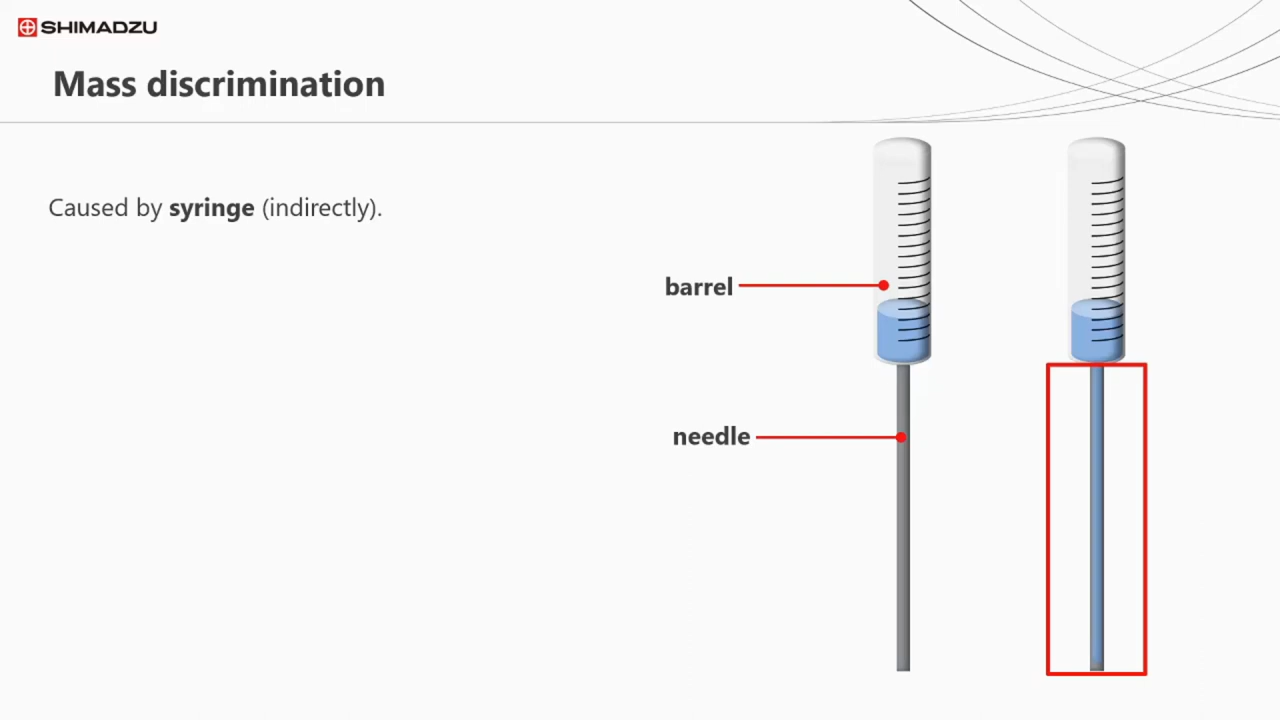 SHIMADZU
Mass discrimination
Caused by syringe (indirectly).
barrel
needle